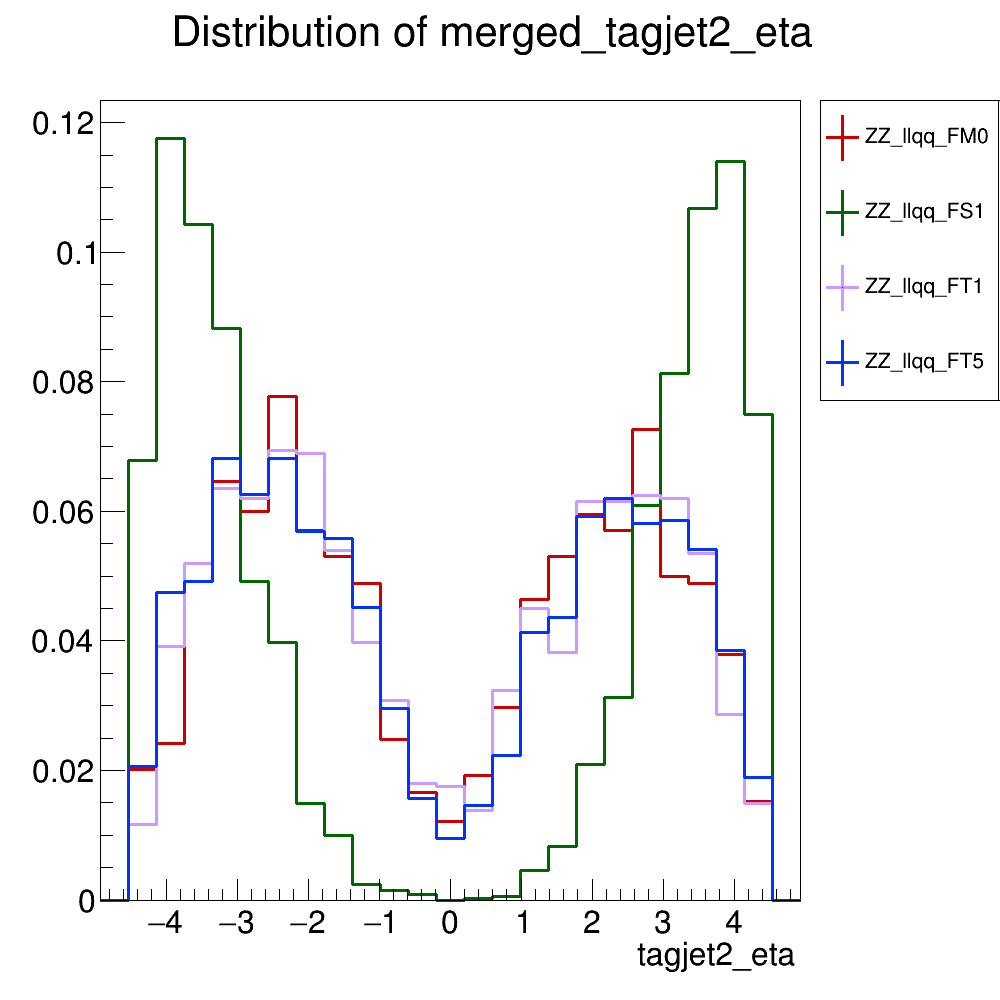 Distribution of merged_tagjet2_eta
0.12
0.1
0.08
0.06
0.04
0.02
0
−4 −3 −2 −1 0 1 2 3 4
tagjet2_eta
ZZ_llqq_FM0
ZZ_llqq_FS1
ZZ_llqq_FT1
ZZ_llqq_FT5